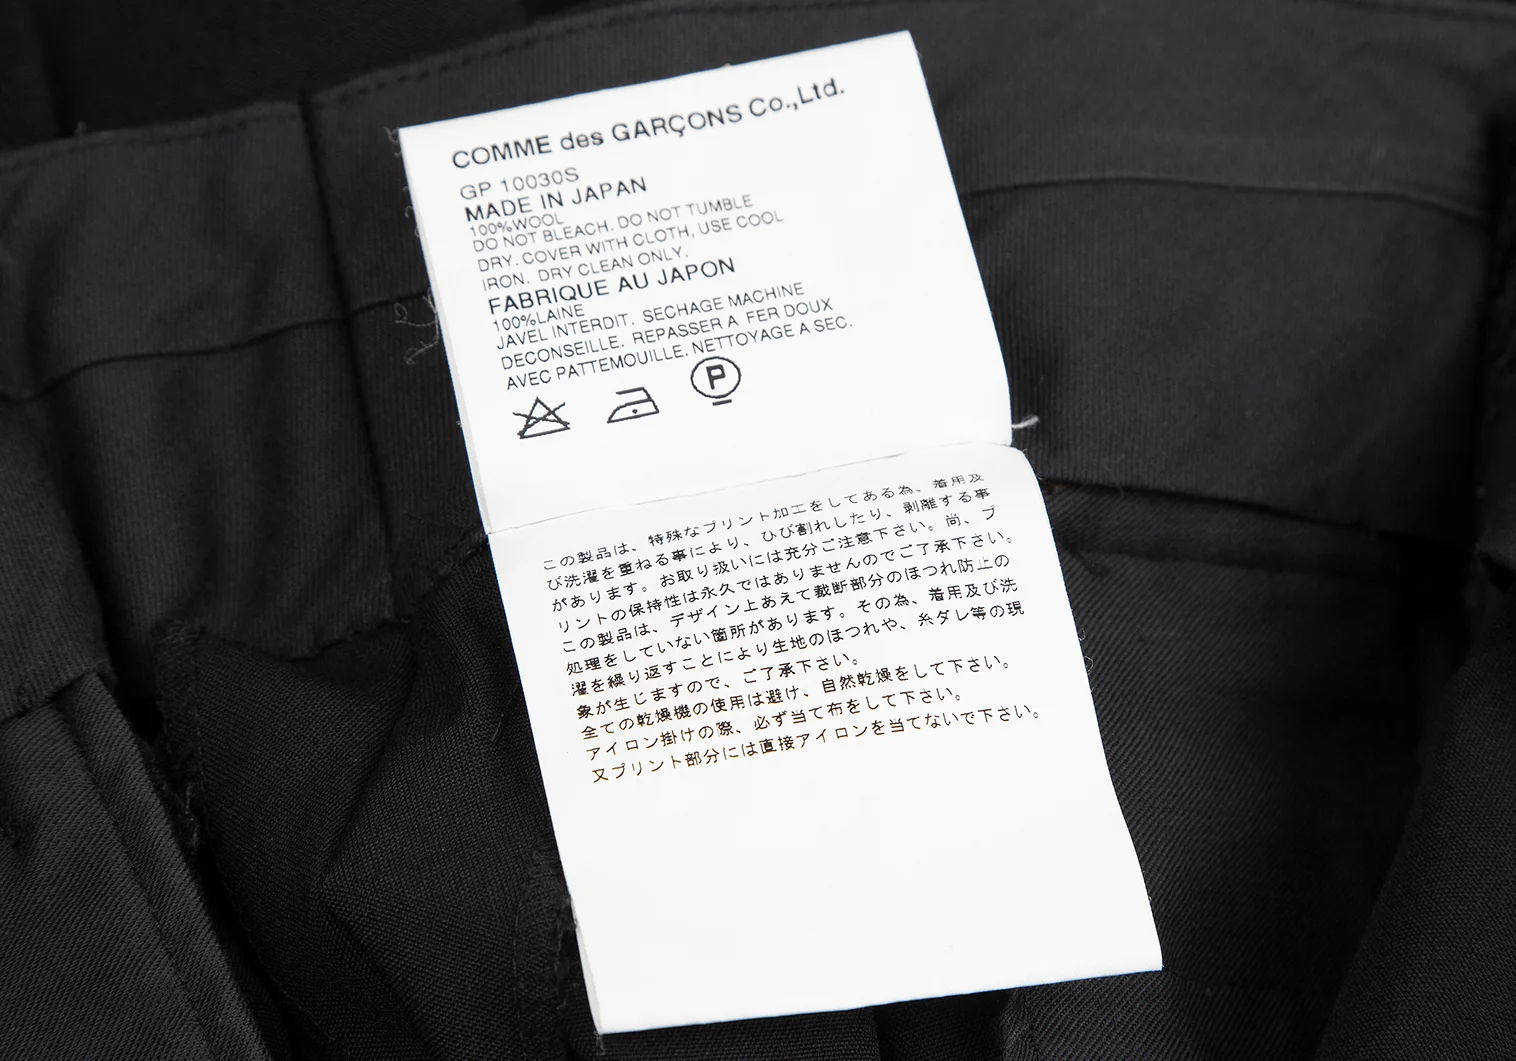 COMME des GARÇONS Co.,Ltd.
GP 10030S
MADE IN JAPAN
100%WOOL
DO NOT BLEACH. DO NOT TUMBLE
DRY. COVER WITH CLOTH, USE COOL
IRON. DRY CLEAN ONLY.
FABRIQUE AU JAPON
100%LAINE
JAVEL INTERDIT. SECHAGE MACHINE
DECONSEILLE. REPASSER A FER DOUX
AVEC PATTEMOUILLE. NETTOYAGE A SEC.
P
この製品は、特殊なプリント加工をしてある為、着用及
び洗濯を重ねる事により、ひび割れしたり、剥離する事
があります。お取り扱いには充分ご注意下さい。尚、プ
リントの保持性は永久ではありませんのでご了承下さい。
この製品は、デザイン上あえて裁断部分のほつれ防止の
処理をしていない箇所があります。その為、着用及び洗
濯を繰り返すことにより生地のほつれや、糸ダレ等の現
象が生じますので、ご了承下さい。
全ての乾燥機の使用は避け、自然乾燥をして下さい。
アイロン掛けの際、必ず当て布をして下さい。
又プリント部分には直接アイロンを当てないで下さい。